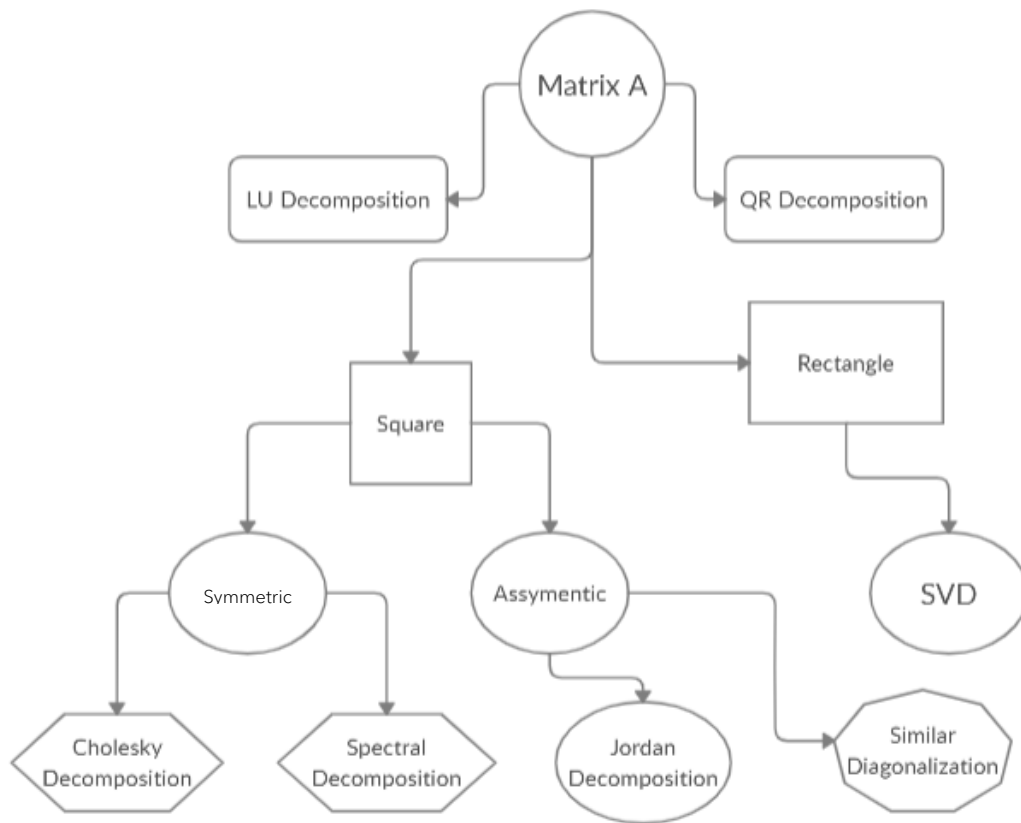 Matrix A
LU Decomposition
QR Decomposition
Rectangle
Square
Symmetric
Assymentic
SVD
Cholesky
Decomposition
Spectral
Decomposition
Jordan
Decomposition
Similar
Diagonalization